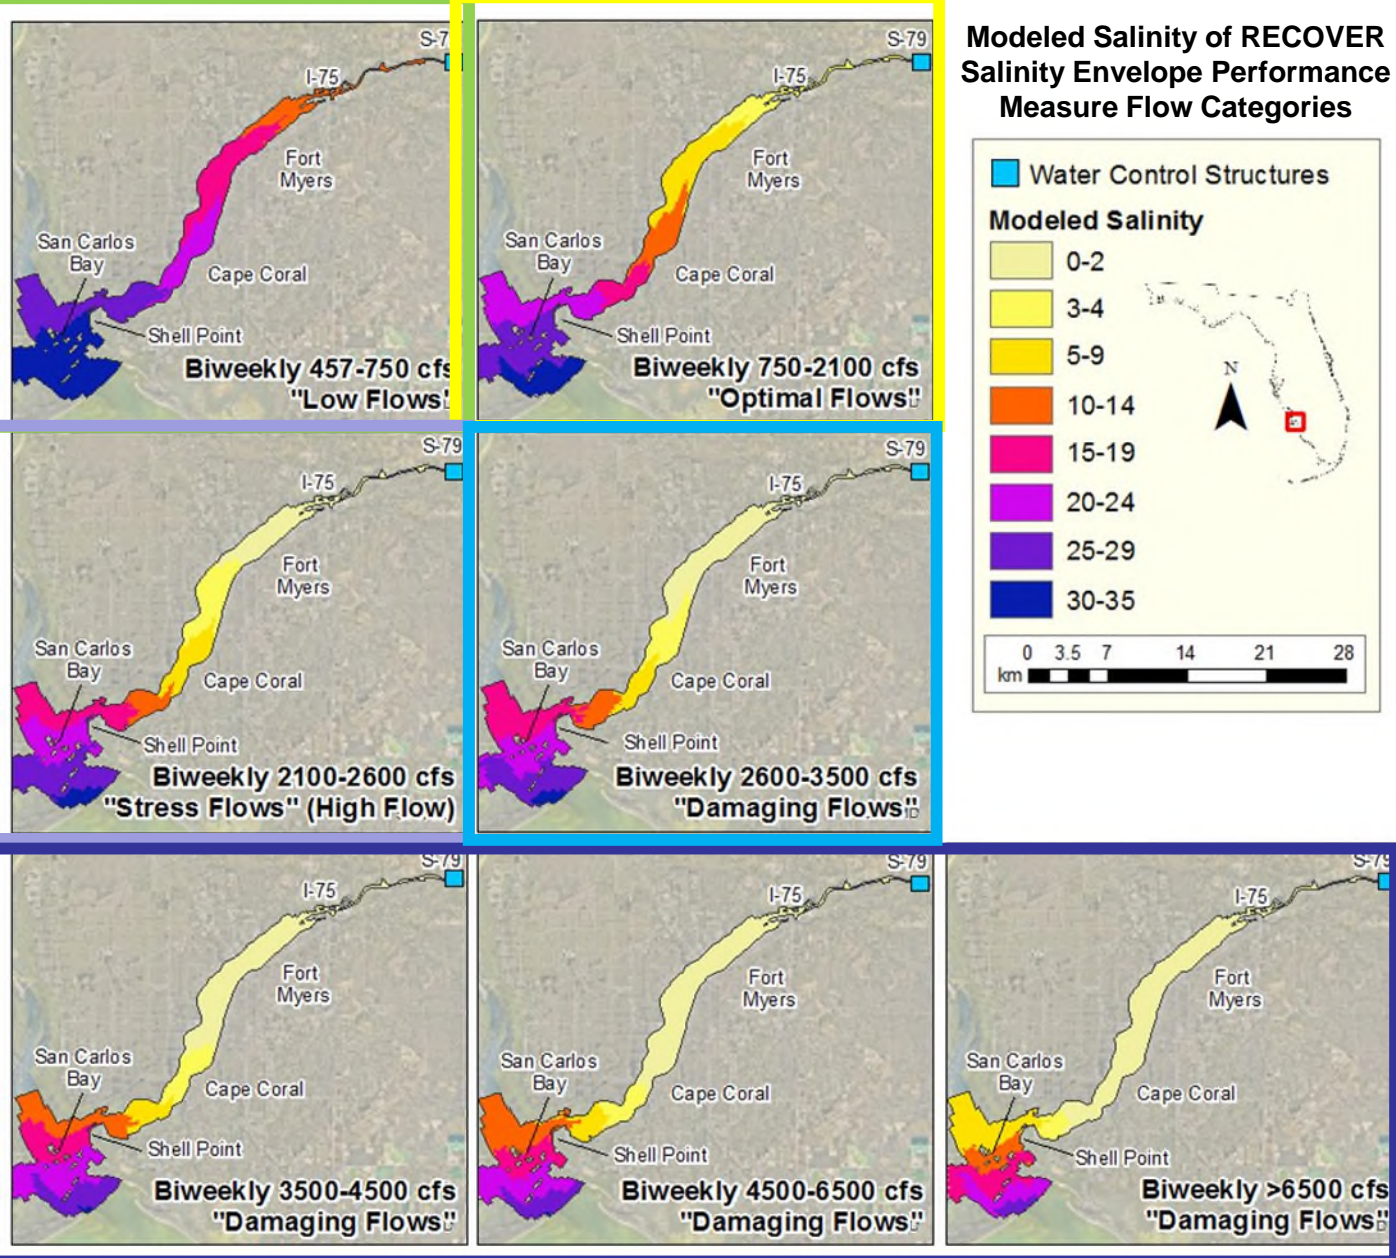 S-7
I-75
Fort
Myers
San Carlos
Bay
Cape Coral
Shell Point
Biweekly 457-750 cfs
"Low Flows"
S-79
I-75
Fort
Myers
San Carlos
Bay
Cape Coral
Shell Point
Biweekly 750-2100 cfs
"Optimal Flows"
Modeled Salinity of RECOVER
Salinity Envelope Performance
Measure Flow Categories
Water Control Structures
Modeled Salinity
0-2
3-4
5-9
10-14
15-19
20-24
25-29
30-35
N
0 3.5 7 14 21 28
km
S-79
I-75
Fort
Myers
San Carlos
Bay
Cape Coral
Shell Point
Biweekly 2100-2600 cfs
"Stress Flows" (High Flow)
S-79
I-75
Fort
Myers
San Carlos
Bay
Cape Coral
Shell Point
Biweekly 2600-3500 cfs
"Damaging Flows"
S-79
I-75
Fort
Myers
San Carlos
Bay
Cape Coral
Shell Point
Biweekly 3500-4500 cfs
"Damaging Flows"
S-79
I-75
Fort
Myers
San Carlos
Bay
Cape Coral
Shell Point
Biweekly 4500-6500 cfs
"Damaging Flows"
S-79
I-75
Fort
Myers
San Carlos
Bay
Cape Coral
Shell Point
Biweekly >6500 cfs
"Damaging Flows"